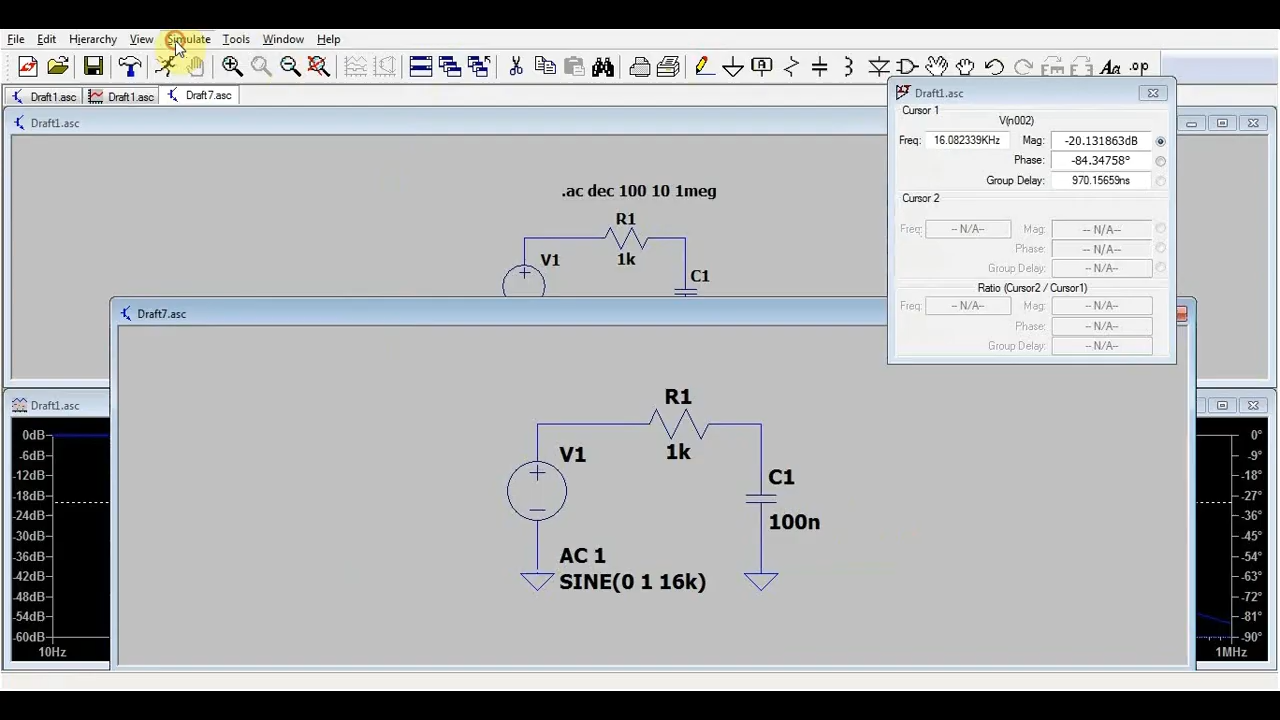 File Edit Hierarchy View Simulate Tools Window Help
.op
Draft1.asc Draft1.asc Draft7.asc
Draft1.asc
.ac dec 100 10 1meg
R1
1k
V1
C1
Draft1.asc
Cursor 1
V(n002)
Freq: 16.082339KHz Mag: -20.131863dB
Phase: -84.34758°
Group Delay: 970.15659ns
Cursor 2
Freq: -- N/A-- Mag: -- N/A--
Phase: -- N/A--
Group Delay: -- N/A--
Ratio (Cursor2 / Cursor1)
Freq: -- N/A-- Mag: -- N/A--
Phase: -- N/A--
Group Delay: -- N/A--
Draft7.asc
R1
1k
V1
C1
100n
AC 1
SINE(0 1 16k)
Draft1.asc
0dB
-6dB
-12dB
-18dB
-24dB
-30dB
-36dB
-42dB
-48dB
-54dB
-60dB
10Hz
0°
-9°
-18°
-27°
-36°
-45°
-54°
-63°
-72°
-81°
-90°
1MHz